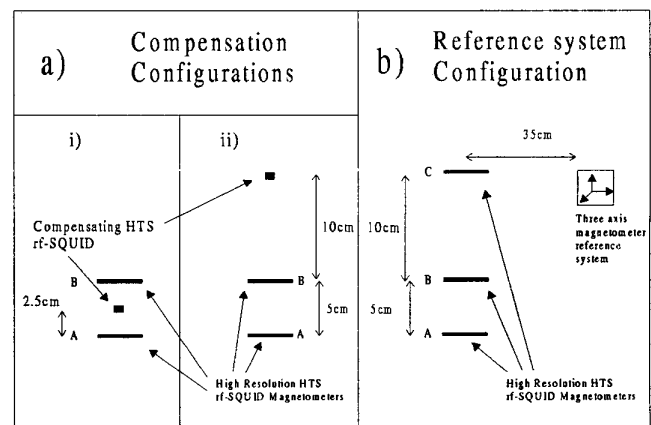 a)
Compensation
Configurations
b)
Reference system
Configuration
i)
ii)
35cm
C
Compensating HTS
rf-SQUID
10cm
10cm
Three axis
magnetometer
reference
system
B
B
B
2.5cm
5cm
5cm
A
A
A
High Resolution HTS
rf-SQUID Magnetometers
High Resolution HTS
rf-SQUID Magnetometers